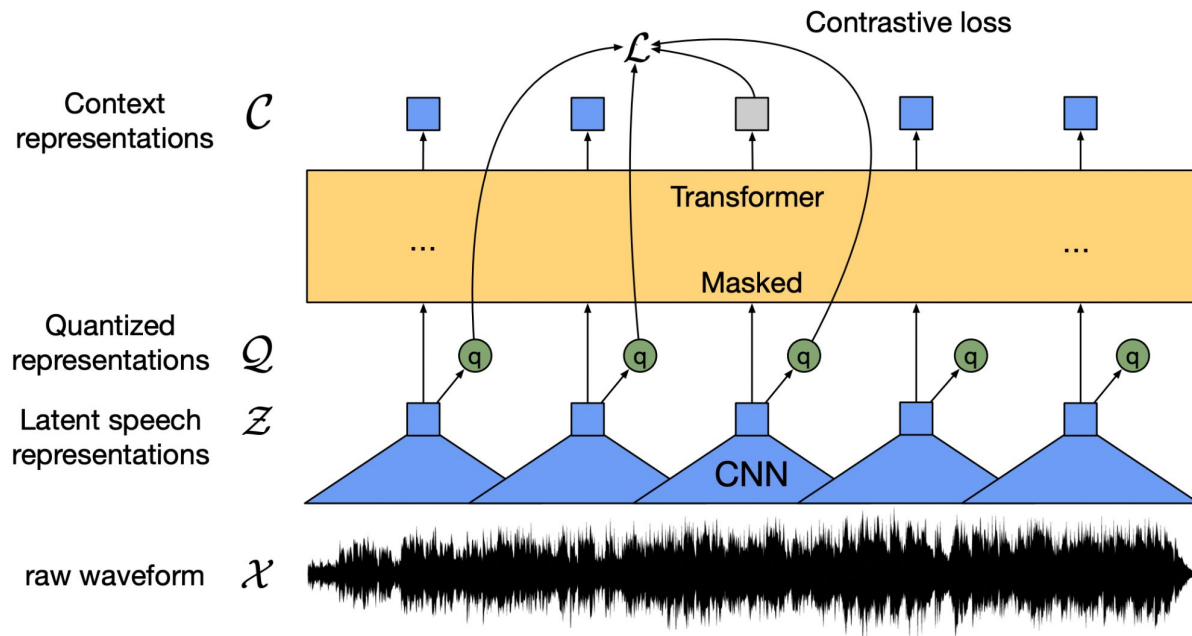 Contrastive loss
ℒ
Context
representations
𝒞
Transformer
...
...
Masked
Quantized
representations
𝒬
q
q
q
q
q
Latent speech
representations
𝒵
CNN
raw waveform
𝒳